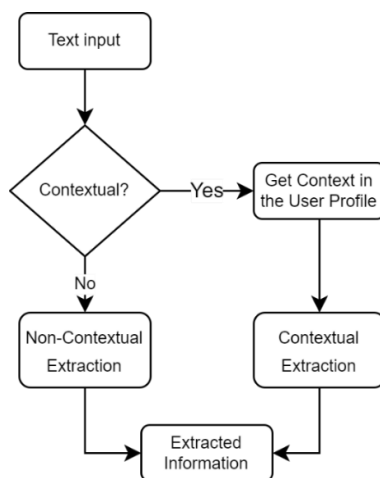 Text input
Contextual?
Yes
Get Context in
the User Profile
No
Non-Contextual
Extraction
Contextual
Extraction
Extracted
Information